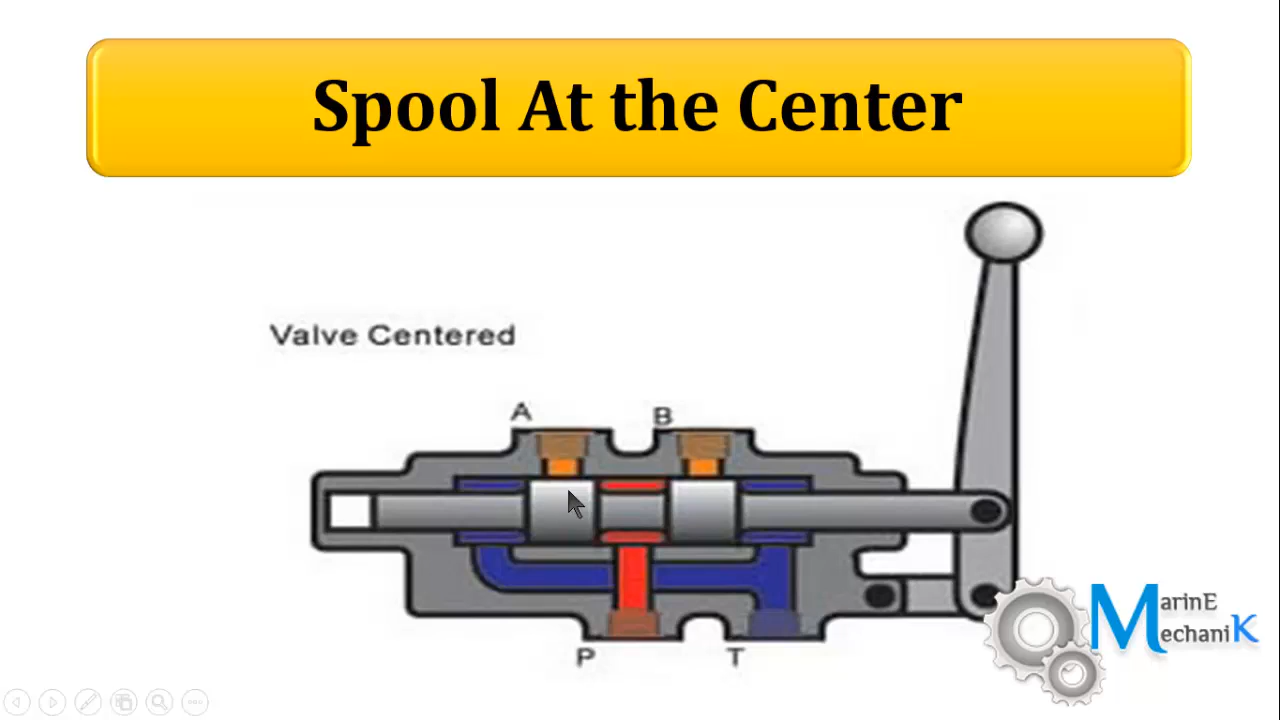 Spool At the Center
Valve Centered
A
B
P
T
MarinE
MechaniK